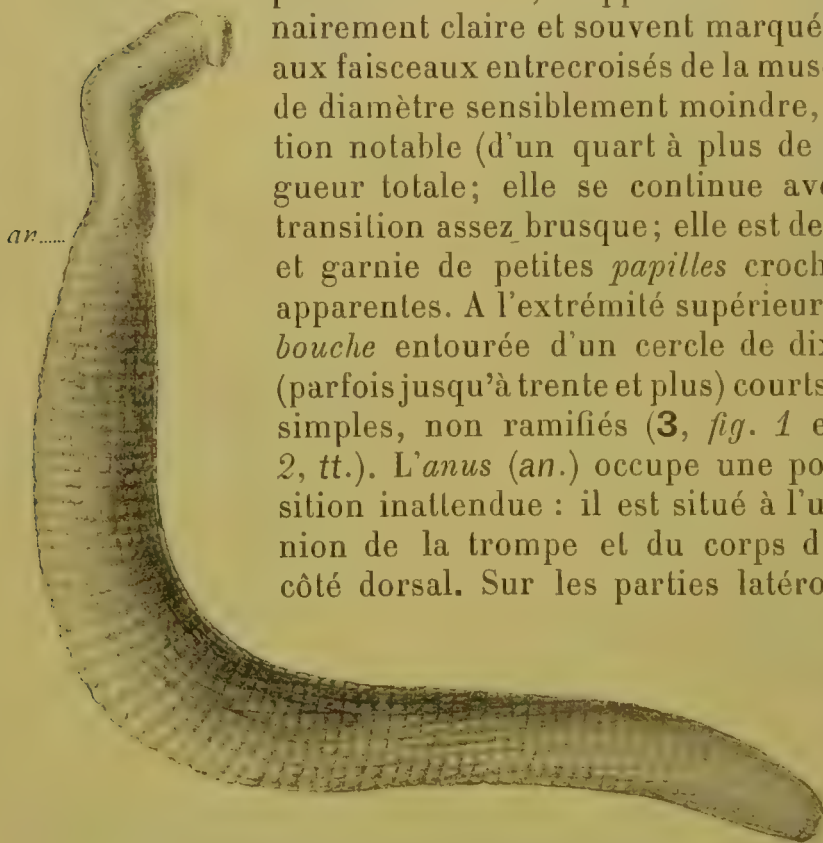 nairement claire et souvent marqué
aux faisceaux entrecroisés de la mus
de diamètre sensiblement moindre,
tion notable (d'un quart à plus de
gueur totale; elle se continue ave
transition assez brusque; elle est de
an.....
et garnie de petites papilles croch
apparentes. A l'extrémité supérieur
bouche entourée d'un cercle de dix
(parfois jusqu'à trente et plus) courts
simples, non ramifiés (3, fig. 1 e
2, tt.). L'anus (an.) occupe une po
sition inattendue : il est situé à l'u
nion de la trompe et du corps d
côté dorsal. Sur les parties latéro